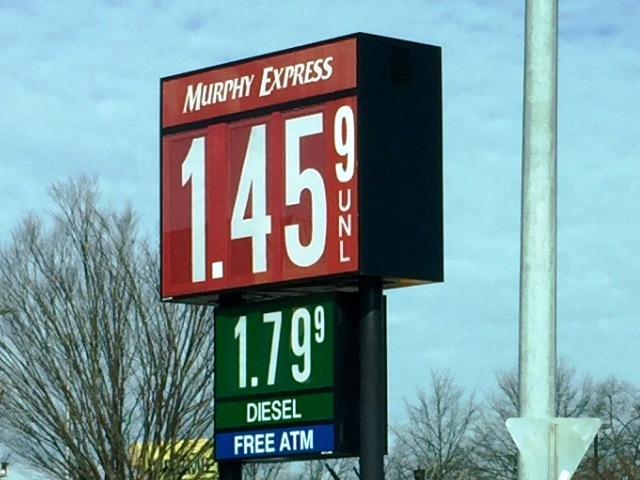 MURPHY EXPRESS
1.45 9
UNL
1.79 9
DIESEL
FREE ATM